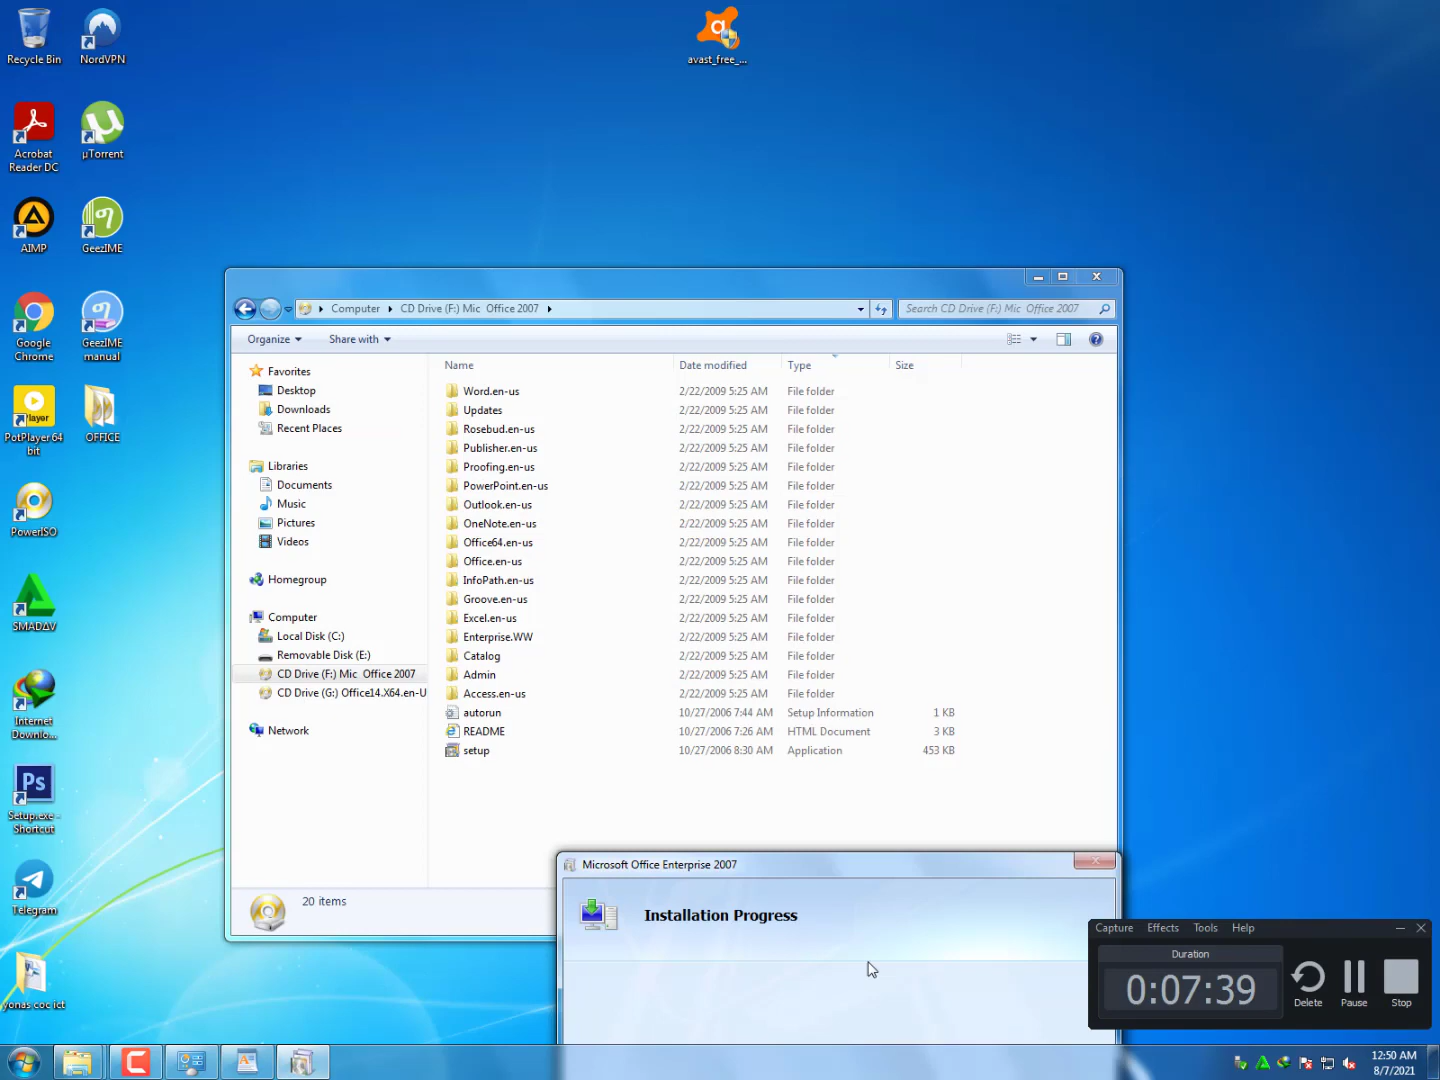 Recycle Bin
NordVPN
avast_free_...
Acrobat
Reader DC
µTorrent
AIMP
GeezIME
Google
Chrome
GeezIME
manual
Player
PotPlayer 64
bit
OFFICE
PowerISO
SMADΔV
Internet
Downlo...
Ps
Setup.exe -
Shortcut
Telegram
yonas coc ict
Computer
CD Drive (F:) Mic Office 2007
Search CD Drive (F:) Mic Office 2007
Organize
Share with
Favorites
Desktop
Downloads
Recent Places
Libraries
Documents
Music
Pictures
Videos
Homegroup
Computer
Local Disk (C:)
Removable Disk (E:)
CD Drive (F:) Mic Office 2007
CD Drive (G:) Office14.X64.en-U
Network
Name Date modified Type Size
Word.en-us 2/22/2009 5:25 AM File folder
Updates 2/22/2009 5:25 AM File folder
Rosebud.en-us 2/22/2009 5:25 AM File folder
Publisher.en-us 2/22/2009 5:25 AM File folder
Proofing.en-us 2/22/2009 5:25 AM File folder
PowerPoint.en-us 2/22/2009 5:25 AM File folder
Outlook.en-us 2/22/2009 5:25 AM File folder
OneNote.en-us 2/22/2009 5:25 AM File folder
Office64.en-us 2/22/2009 5:25 AM File folder
Office.en-us 2/22/2009 5:25 AM File folder
InfoPath.en-us 2/22/2009 5:25 AM File folder
Groove.en-us 2/22/2009 5:25 AM File folder
Excel.en-us 2/22/2009 5:25 AM File folder
Enterprise.WW 2/22/2009 5:25 AM File folder
Catalog 2/22/2009 5:25 AM File folder
Admin 2/22/2009 5:25 AM File folder
Access.en-us 2/22/2009 5:25 AM File folder
autorun 10/27/2006 7:44 AM Setup Information 1 KB
README 10/27/2006 7:26 AM HTML Document 3 KB
setup 10/27/2006 8:30 AM Application 453 KB
20 items
Microsoft Office Enterprise 2007
Installation Progress
Capture Effects Tools Help
Duration
0:07:39
Delete Pause Stop
12:50 AM
8/7/2021